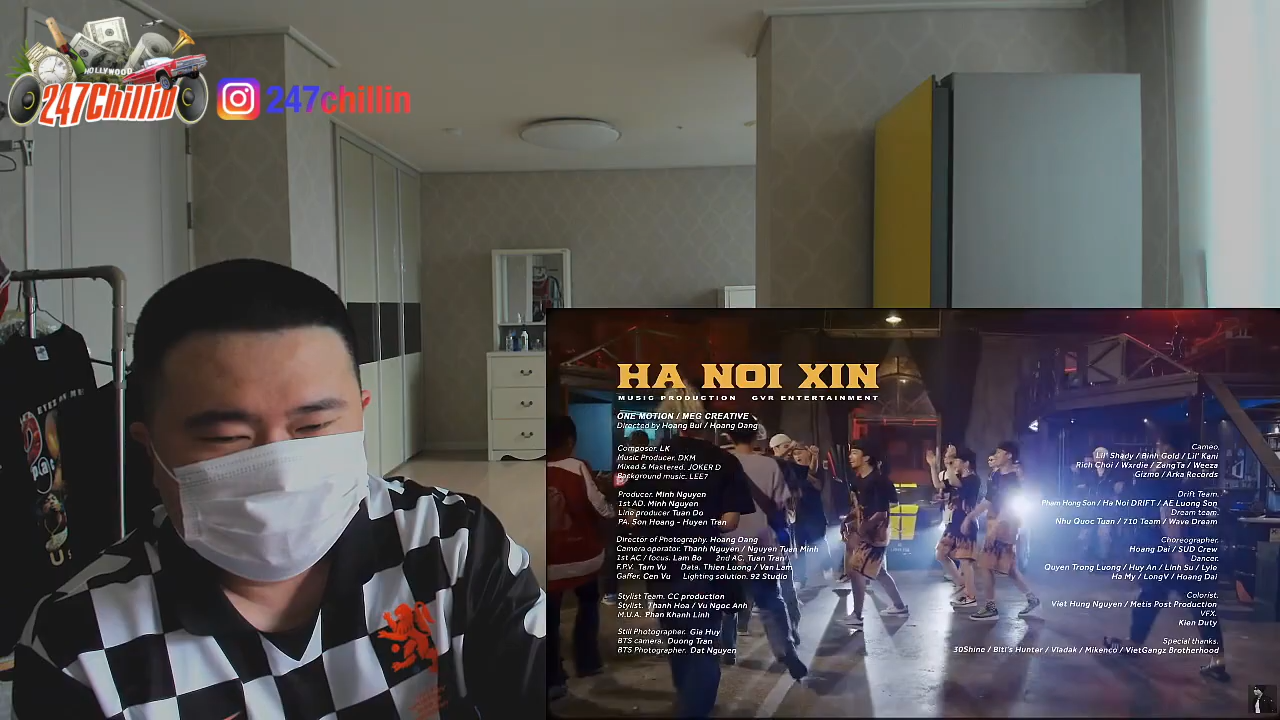 HOLLYWOOD
247Chillin
247chillin
HA NOI XIN
MUSIC PRODUCTION GVR ENTERTAINMENT
ONE MOTION / MEG CREATIVE
Directed by Hoang Bui / Hoang Dang
Composer. LK
Music Producer. DKM
Mixed & Mastered. JOKER D
Background music. LEE7
Producer. Minh Nguyen
1st AD. Minh Nguyen
Line producer Tuan Do
PA. Son Hoang - Huyen Tran
Director of Photography. Hoang Dang
Camera operator. Thanh Nguyen / Nguyen Tuan Minh
1st AC / focus. Lam Bo 2nd AC. Tuan Tran
F.P.V. Tam Vu Data. Thien Luong / Van Lam
Gaffer. Cen Vu Lighting solution. 92 Studio
Stylist Team. CC production
Stylist. Thanh Hoa / Vu Ngoc Anh
M.U.A. Phan Khanh Linh
Still Photographer. Gia Huy
BTS camera. Duong Tran
BTS Photographer. Dat Nguyen
Cameo.
Lil' Shady / Binh Gold / Lil' Kani
Rich Choi / Wxrdie / ZangTa / Weeza
Gizmo / Arka Records
Drift Team.
Pham Hong Son / Ha Noi DRIFT / AE Luong Son
Dream team.
Nhu Quoc Tuan / 710 Team / Wave Dream
Choreographer.
Hoang Dai / SUD Crew
Dancer.
Quyen Trong Luong / Huy An / Linh Su / Lyle
Ha My / LongV / Hoang Dai
Colorist.
Viet Hung Nguyen / Metis Post Production
VFX.
Kien Duty
Special thanks.
30Shine / Biti's Hunter / Vladak / Mikenco / VietGangz Brotherhood